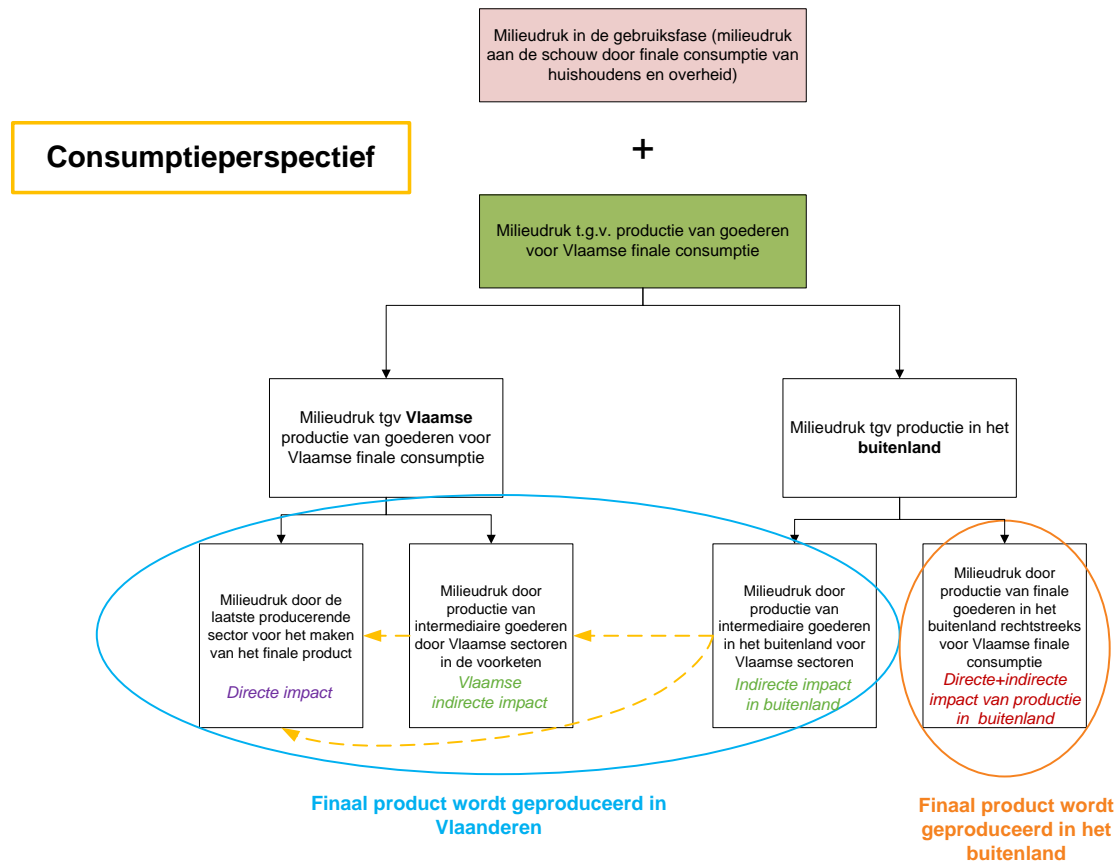 Milieudruk in de gebruiksfase (milieudruk
aan de schouw door finale consumptie van
huishoudens en overheid)
Consumptieperspectief
+
Milieudruk t.g.v. productie van goederen
voor Vlaamse finale consumptie
Milieudruk tgv Vlaamse
productie van goederen voor
Vlaamse finale consumptie
Milieudruk tgv productie in het
buitenland
Milieudruk door de
laatste producerende
sector voor het maken
van het finale product
Directe impact
Milieudruk door
productie van
intermediaire goederen
door Vlaamse sectoren
in de voorketen
Vlaamse
indirecte impact
Milieudruk door
productie van
intermediaire goederen
in het buitenland voor
Vlaamse sectoren
Indirecte impact
in buitenland
Milieudruk door
productie van finale
goederen in het
buitenland rechtstreeks
voor Vlaamse finale
consumptie
Directe+indirecte
impact van productie
in buitenland
Finaal product wordt geproduceerd in
Vlaanderen
Finaal product wordt
geproduceerd in het
buitenland